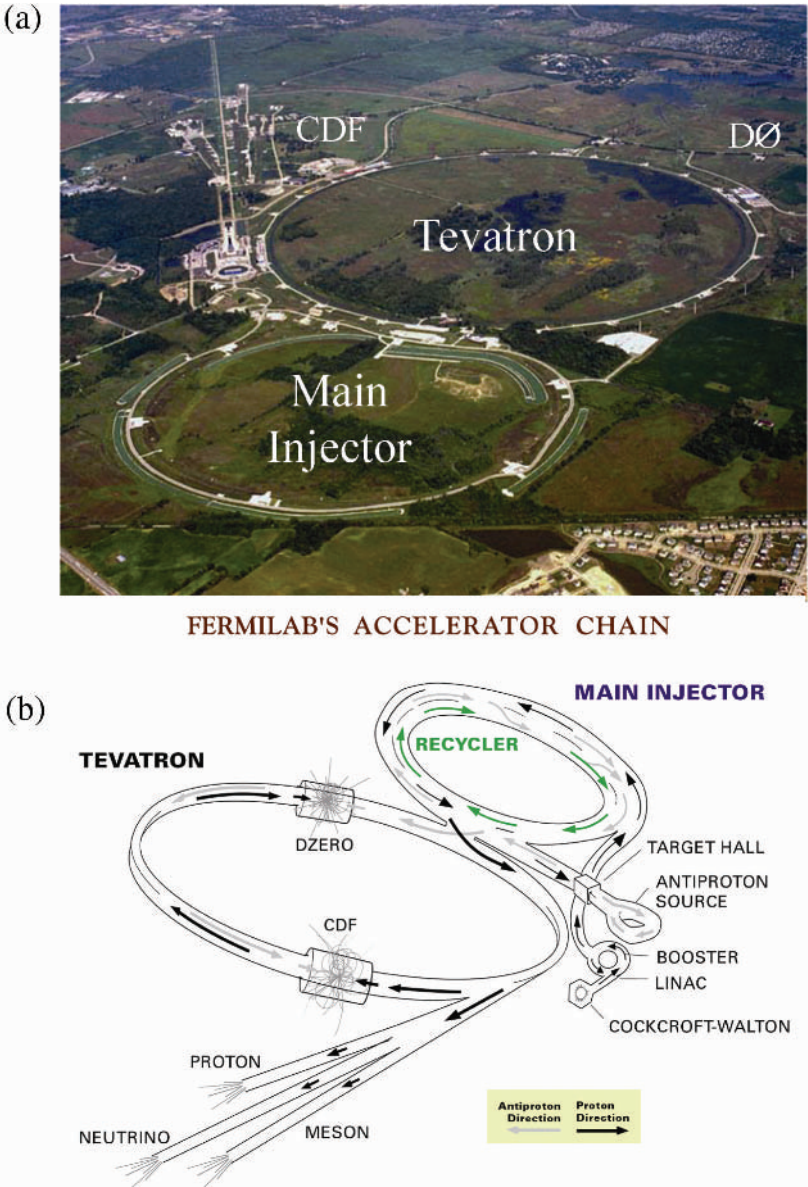 (a)
CDF
DØ
Tevatron
Main
Injector
FERMILAB'S ACCELERATOR CHAIN
(b)
MAIN INJECTOR
TEVATRON
RECYCLER
DZERO
TARGET HALL
ANTIPROTON
SOURCE
CDF
BOOSTER
LINAC
COCKCROFT-WALTON
PROTON
NEUTRINO
MESON
Antiproton
Direction
Proton
Direction